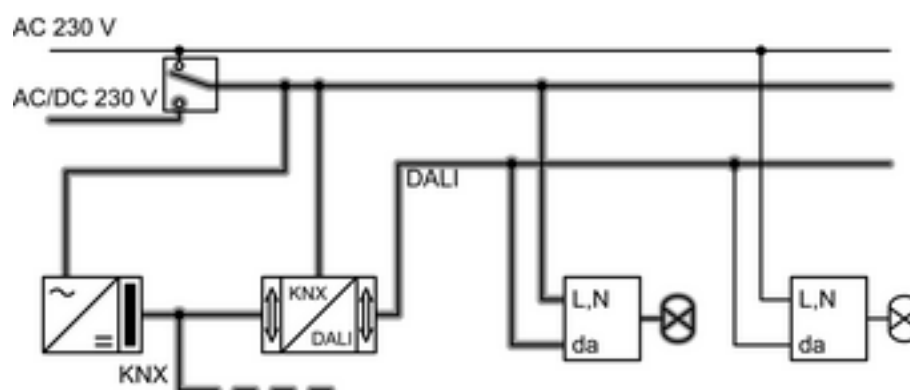 AC 230 V
AC/DC 230 V
DALI
KNX
DALI
L,N
da
L,N
da
KNX